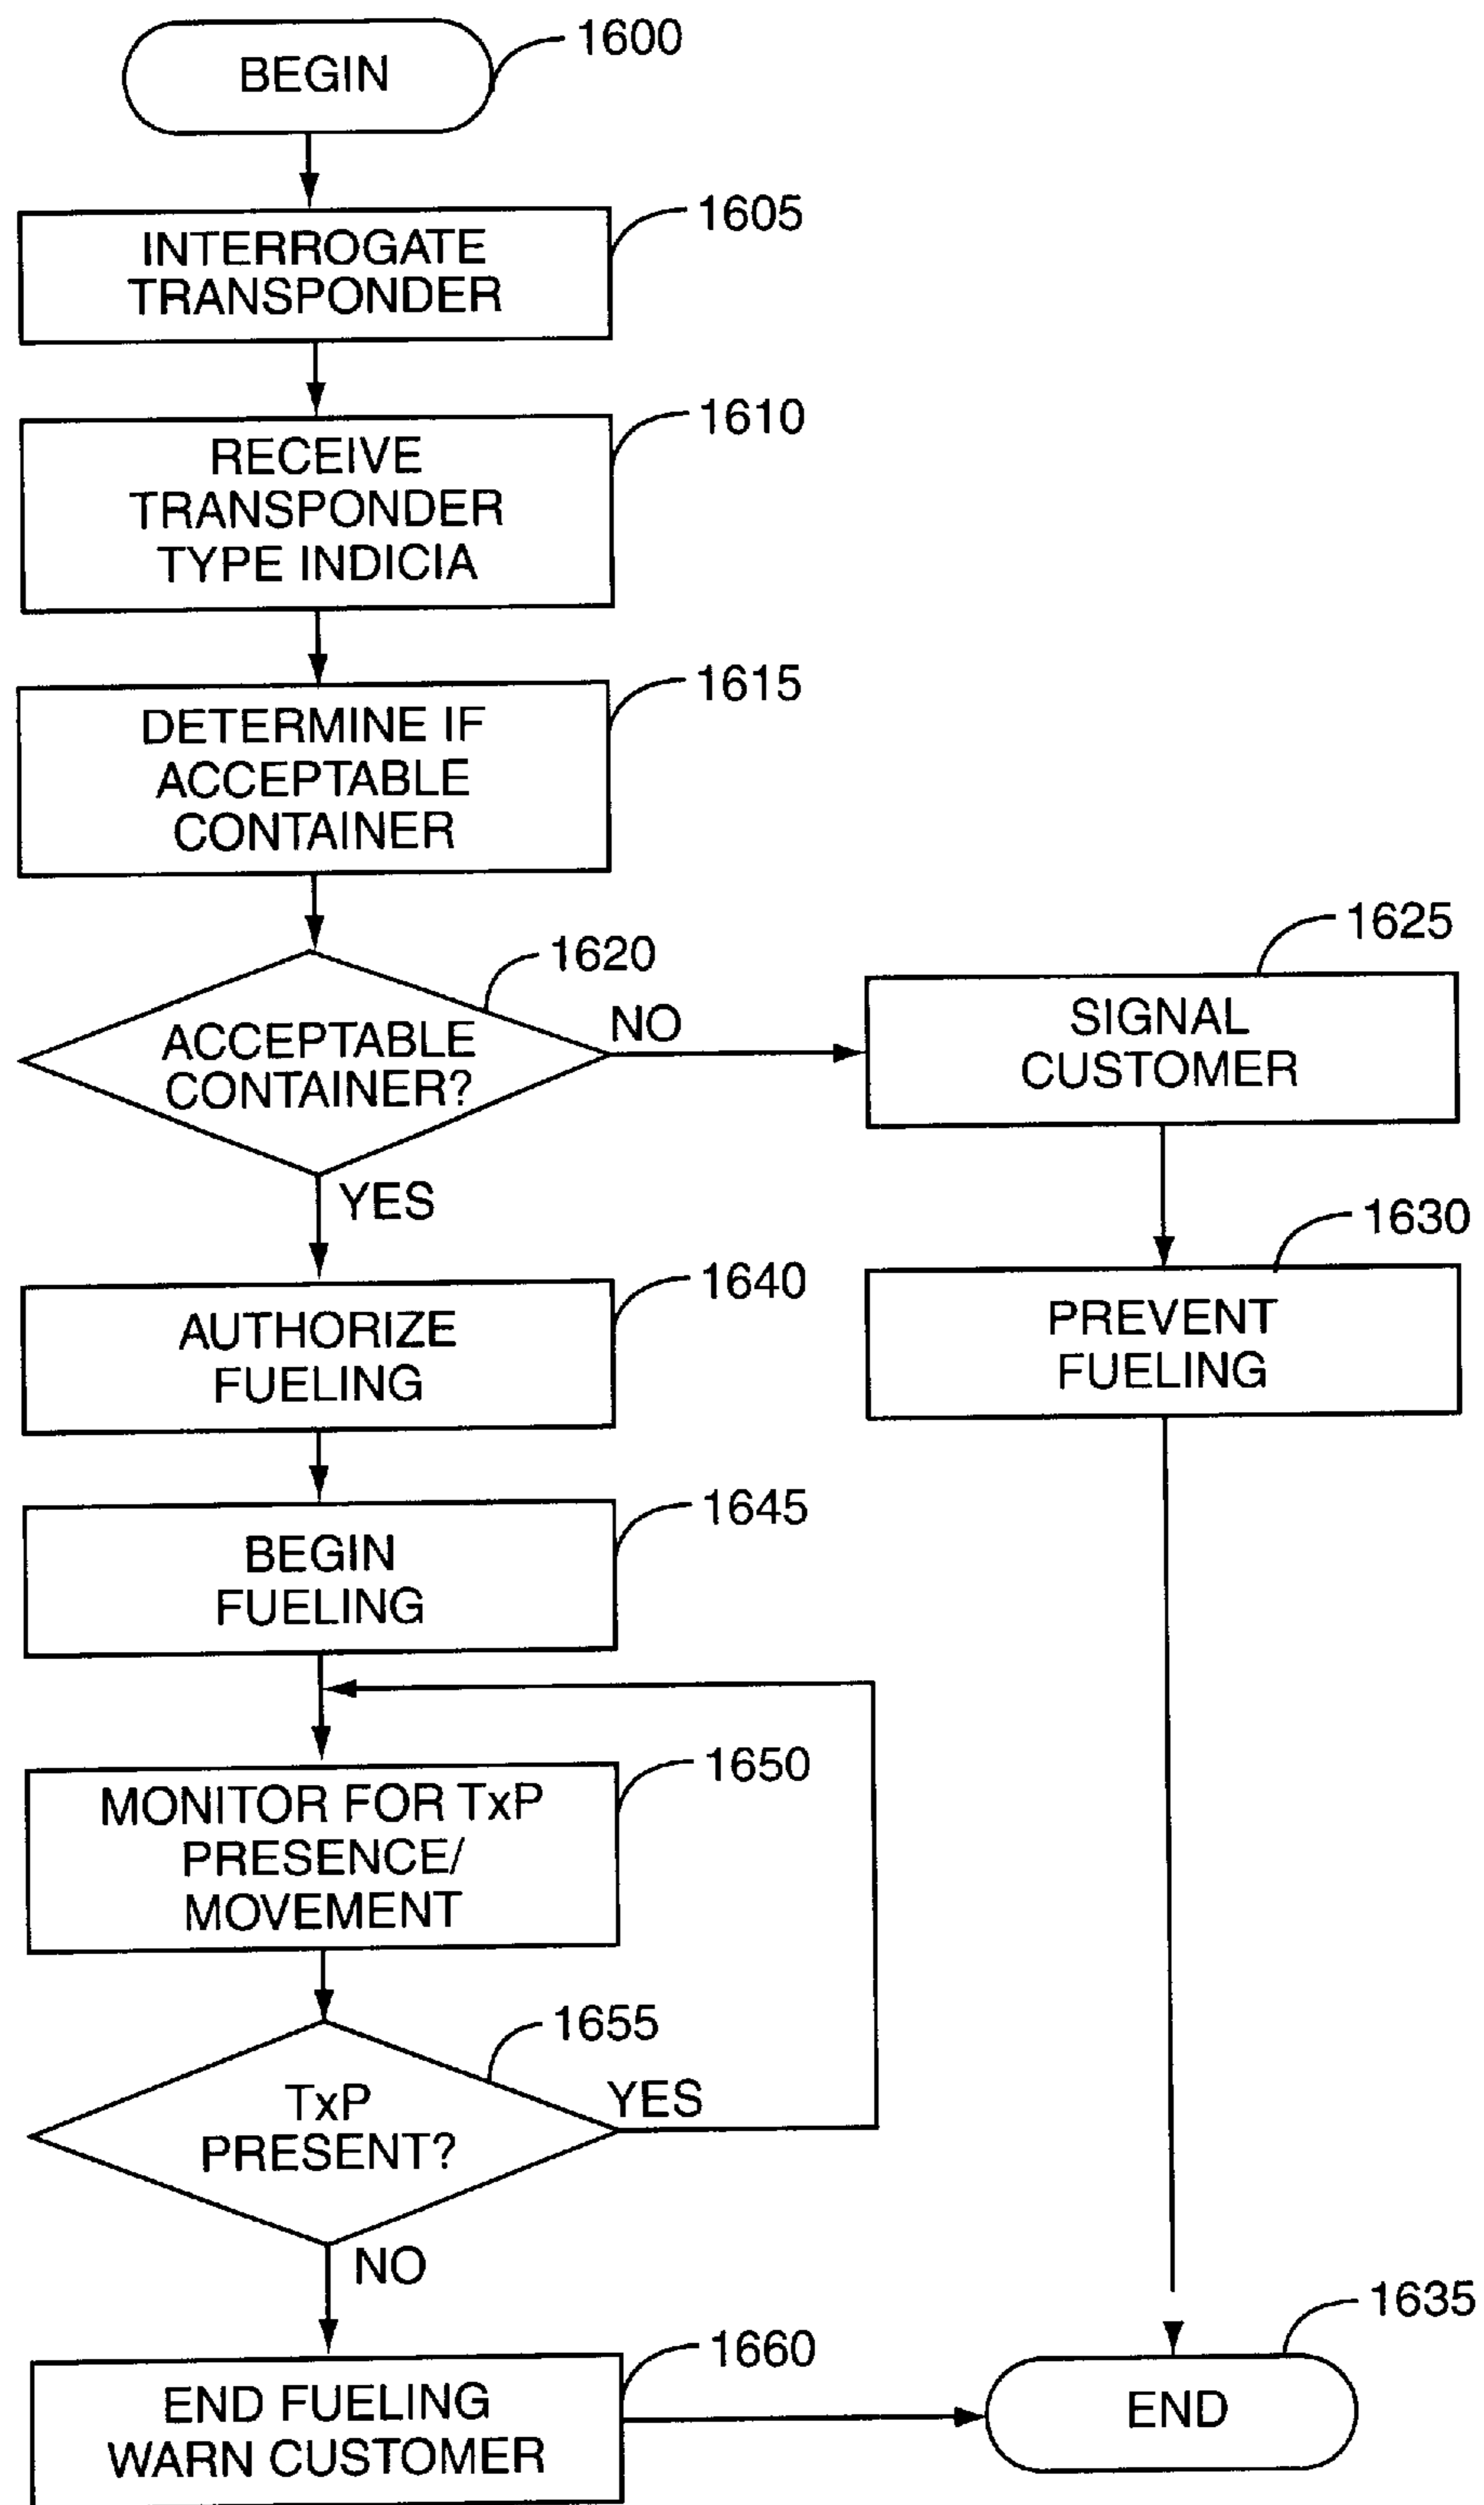 BEGIN
1600
INTERROGATE
TRANSPONDER
1605
RECEIVE
TRANSPONDER
TYPE INDICIA
1610
DETERMINE IF
ACCEPTABLE
CONTAINER
1615
ACCEPTABLE
CONTAINER?
1620
NO
YES
SIGNAL
CUSTOMER
1625
PREVENT
FUELING
1630
AUTHORIZE
FUELING
1640
BEGIN
FUELING
1645
MONITOR FOR TxP
PRESENCE/
MOVEMENT
1650
TxP
PRESENT?
1655
YES
NO
END FUELING
WARN CUSTOMER
1660
END
1635